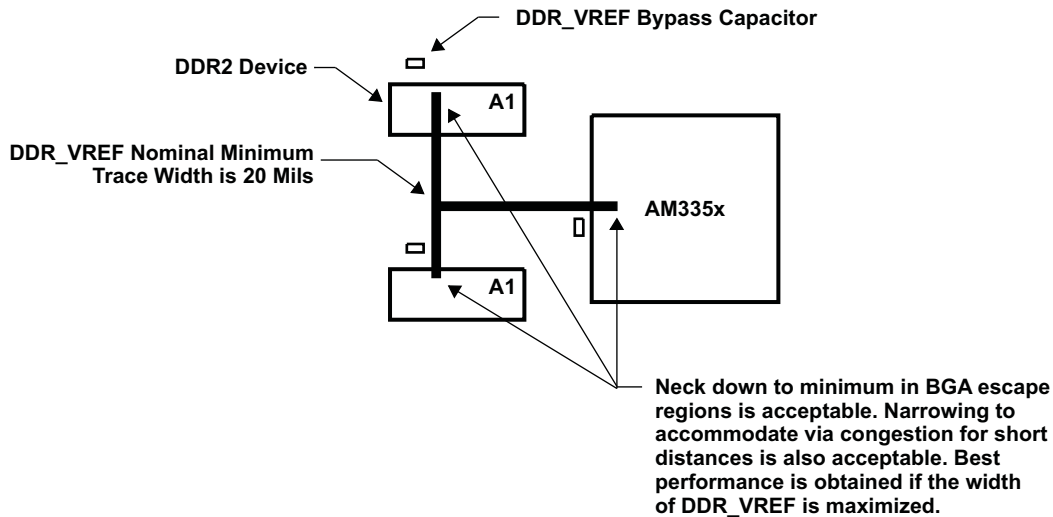 DDR_VREF Bypass Capacitor
DDR2 Device
A1
DDR_VREF Nominal Minimum
Trace Width is 20 Mils
AM335x
A1
Neck down to minimum in BGA escape
regions is acceptable. Narrowing to
accommodate via congestion for short
distances is also acceptable. Best
performance is obtained if the width
of DDR_VREF is maximized.